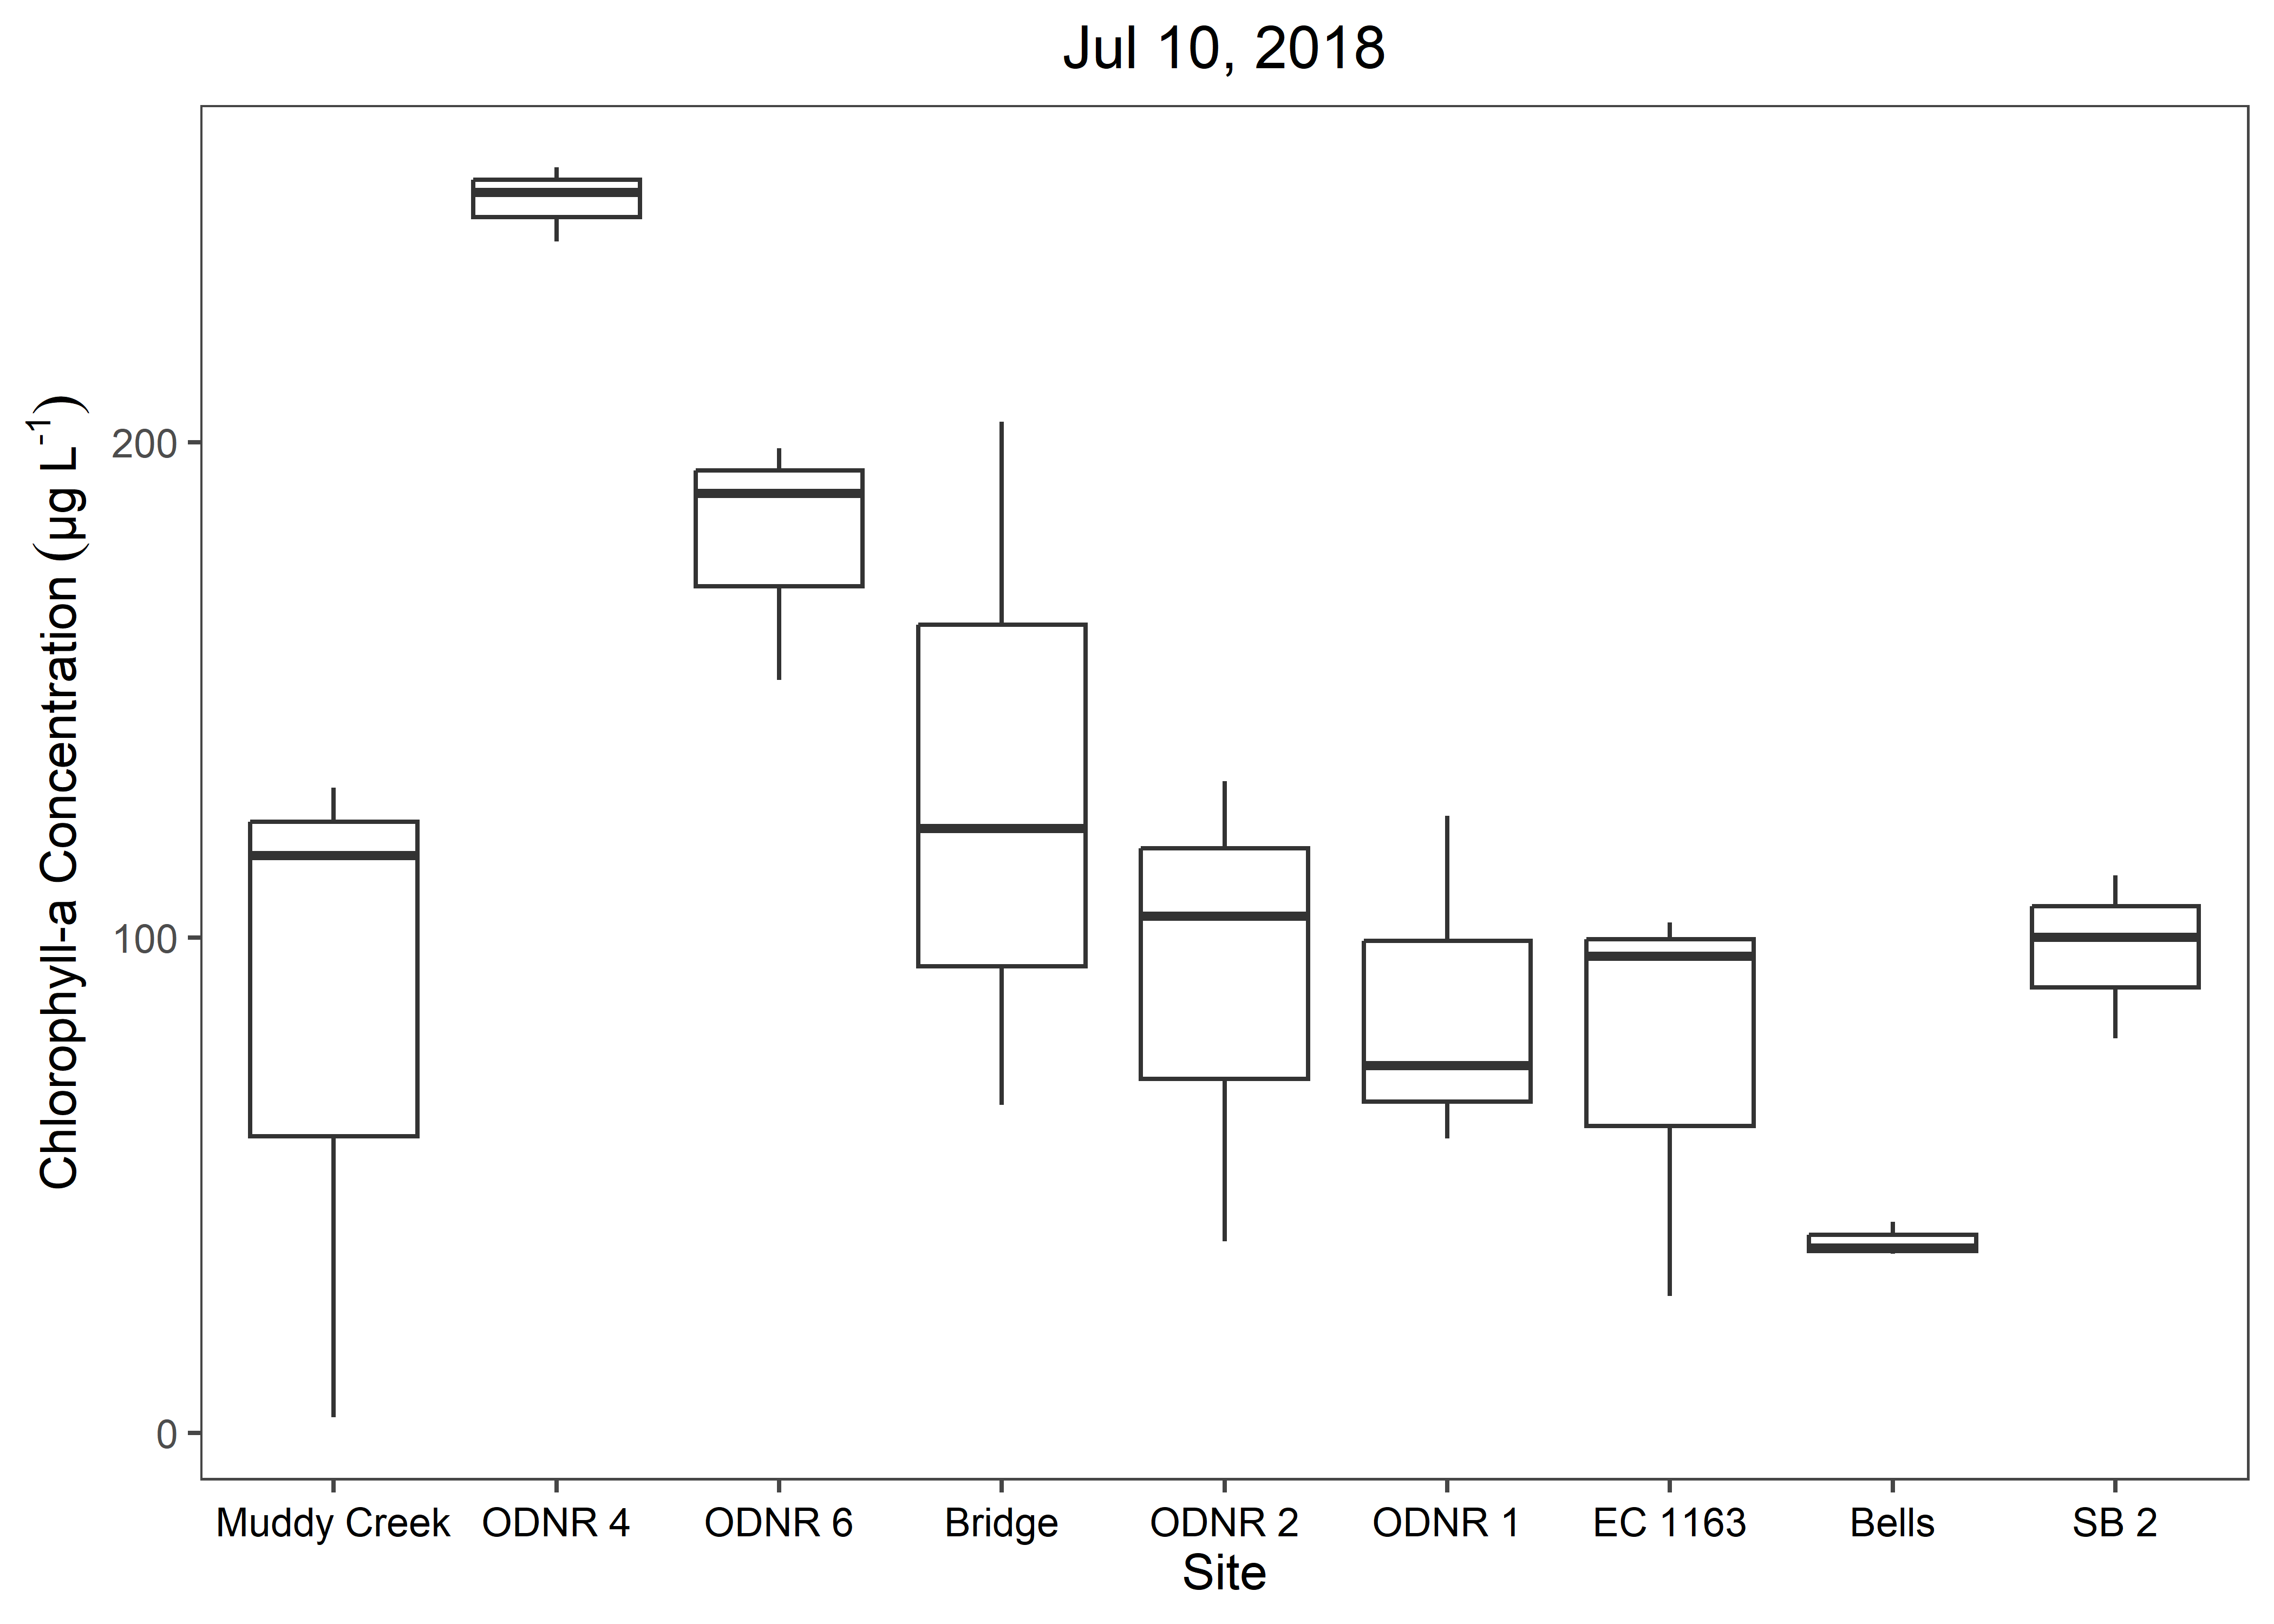 Jul 10, 2018
Chlorophyll-a Concentration (µg L⁻¹)
200
100
0
Muddy Creek ODNR 4 ODNR 6 Bridge ODNR 2 ODNR 1 EC 1163 Bells SB 2
Site